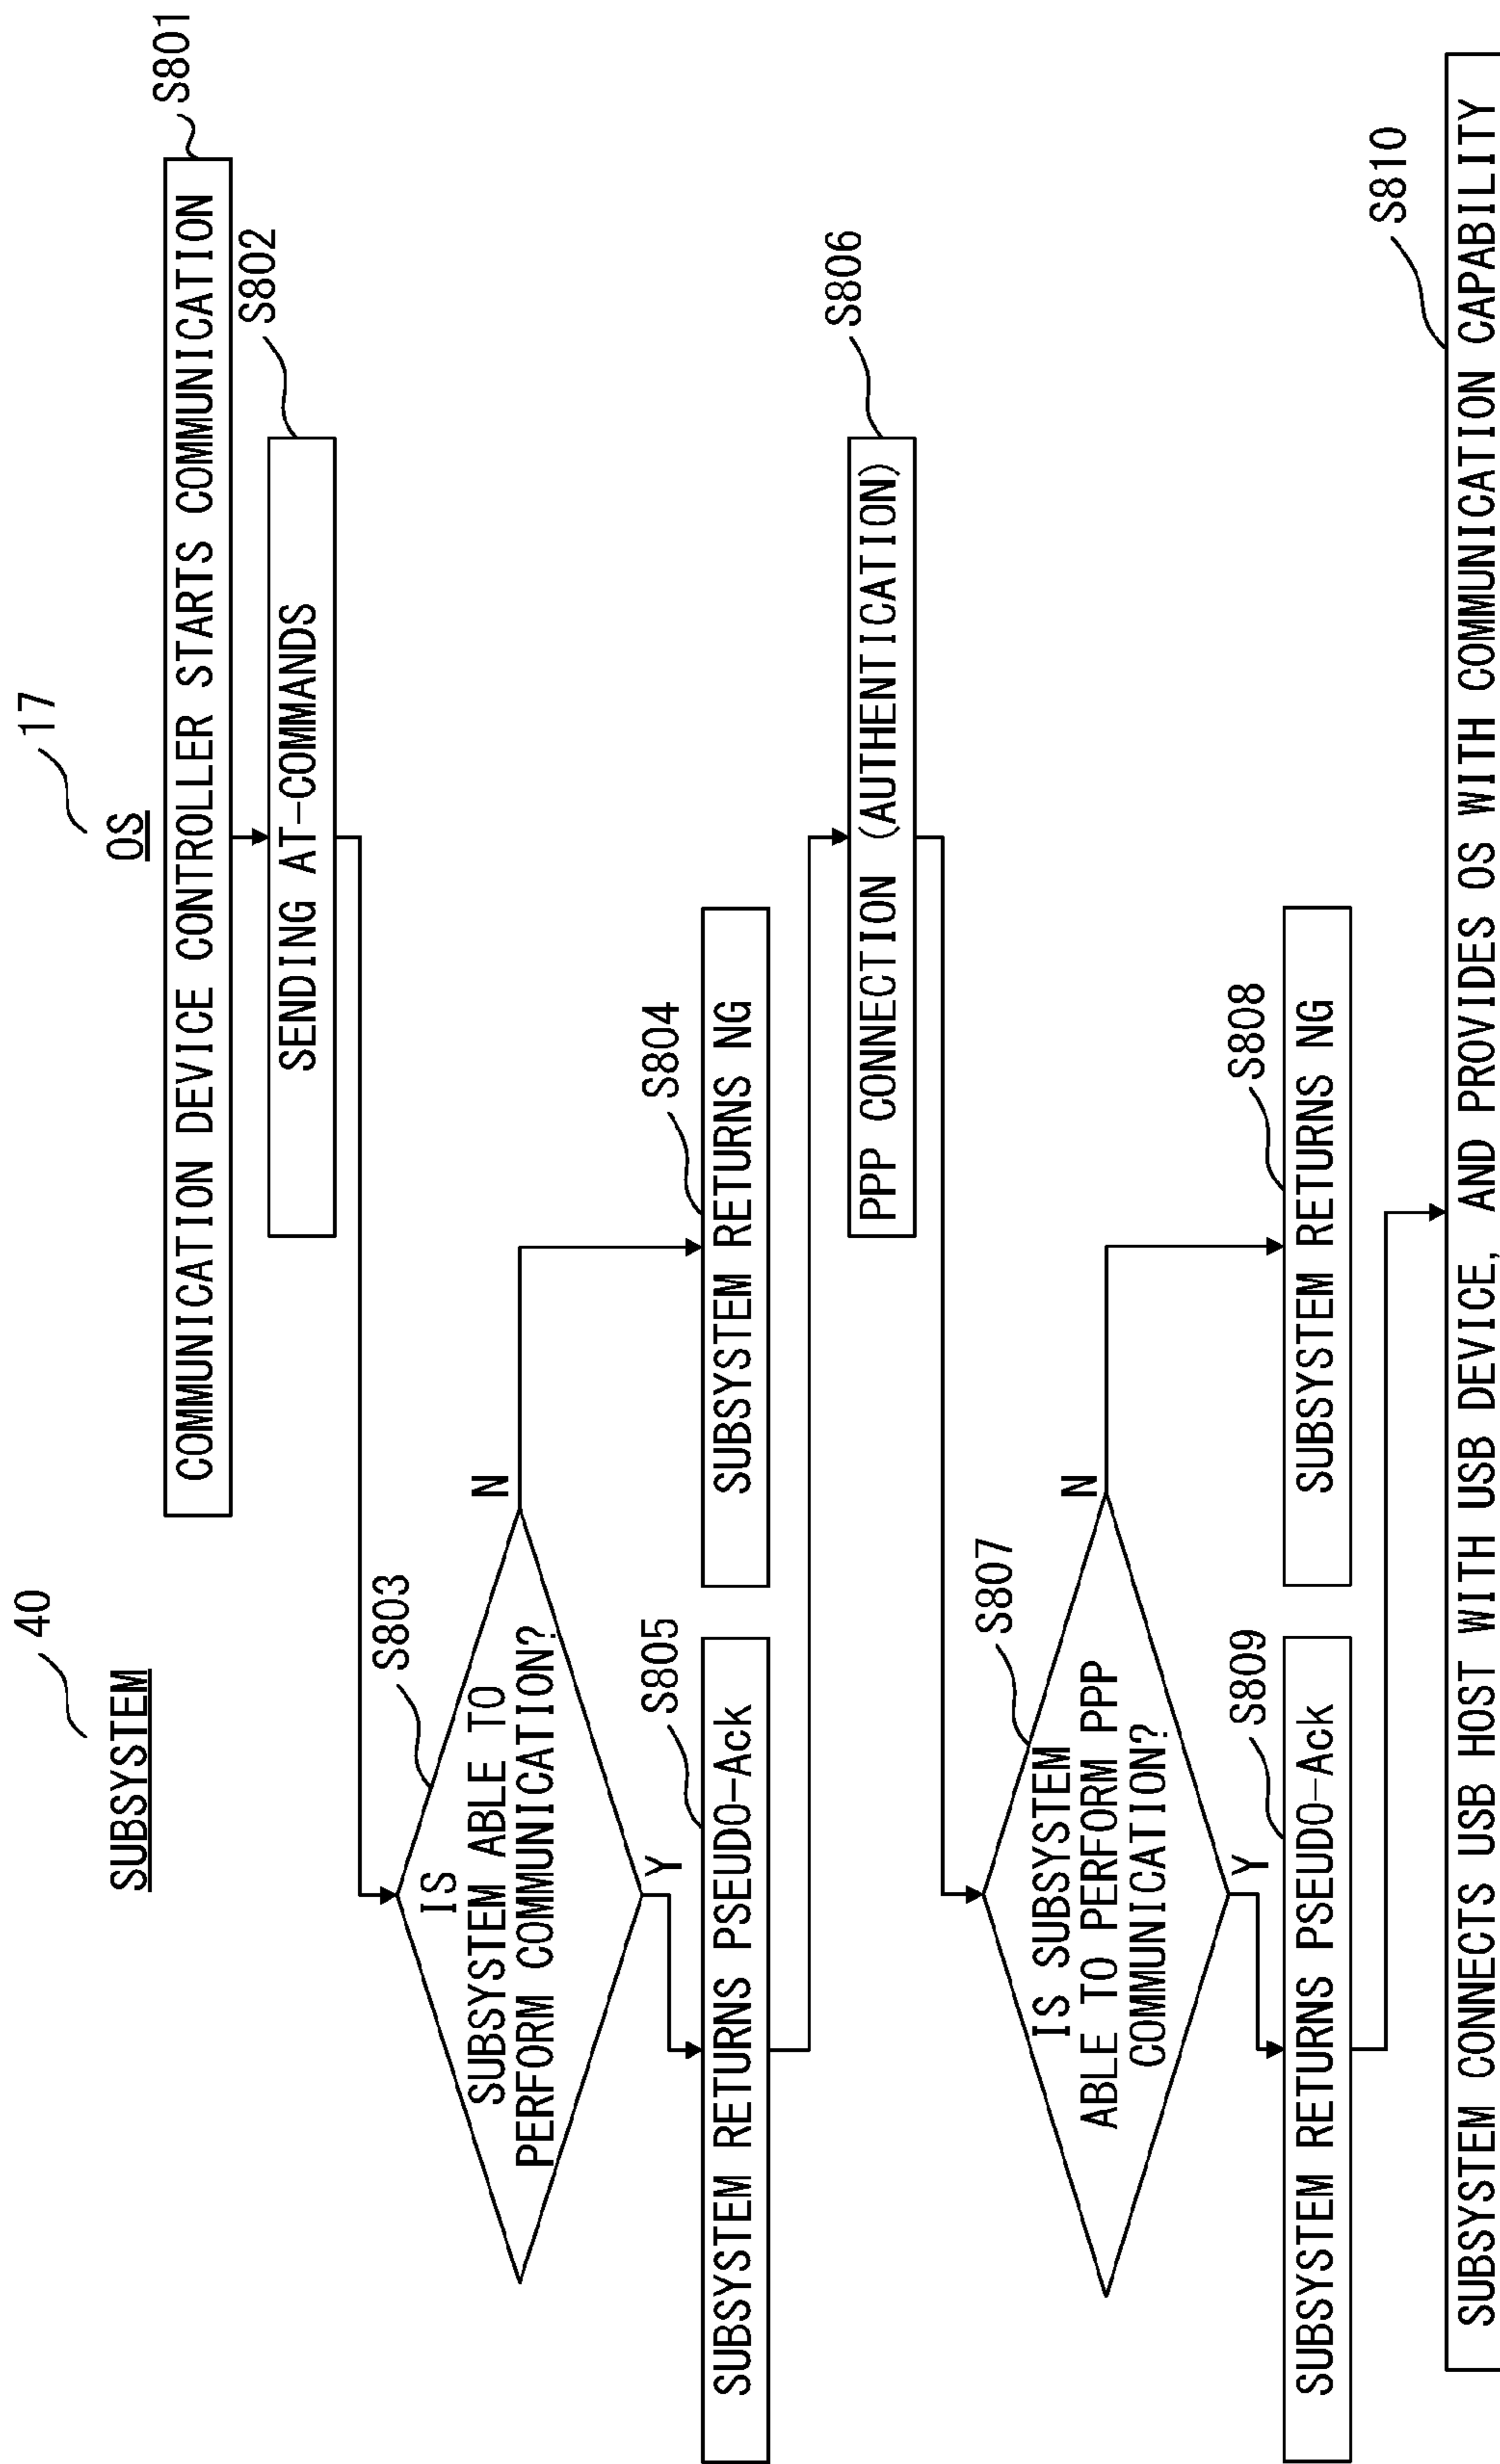 40
SUBSYSTEM
17
OS
COMMUNICATION DEVICE CONTROLLER STARTS COMMUNICATION
S801
SENDING AT-COMMANDS
S802
S803
IS
SUBSYSTEM ABLE TO
PERFORM COMMUNICATION?
N
Y
S804
SUBSYSTEM RETURNS NG
S805
SUBSYSTEM RETURNS PSEUDO-Ack
S806
PPP CONNECTION (AUTHENTICATION)
S807
IS SUBSYSTEM
ABLE TO PERFORM PPP
COMMUNICATION?
N
Y
S808
SUBSYSTEM RETURNS NG
S809
SUBSYSTEM RETURNS PSEUDO-Ack
S810
SUBSYSTEM CONNECTS USB HOST WITH USB DEVICE, AND PROVIDES OS WITH COMMUNICATION CAPABILITY